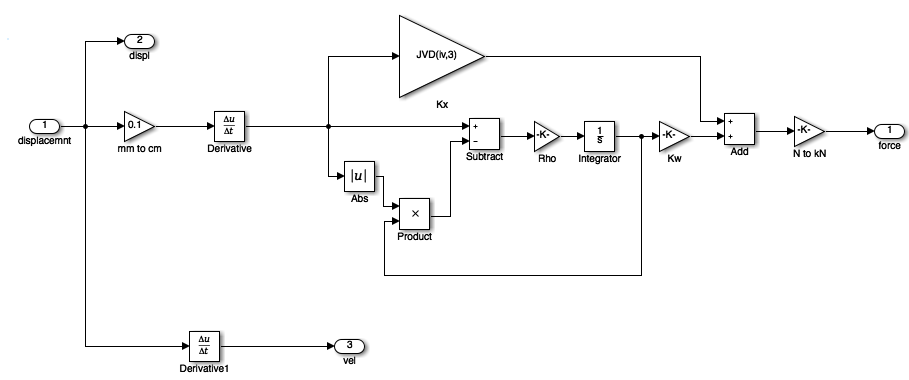 2
displ
JVD(iv,3)
Kx
1
displacemnt
0.1
mm to cm
Δu
Δt
Derivative
+
−
Subtract
-K-
Rho
1
s
Integrator
-K-
Kw
+
+
Add
-K-
N to kN
1
force
|u|
Abs
×
Product
Δu
Δt
Derivative1
3
vel